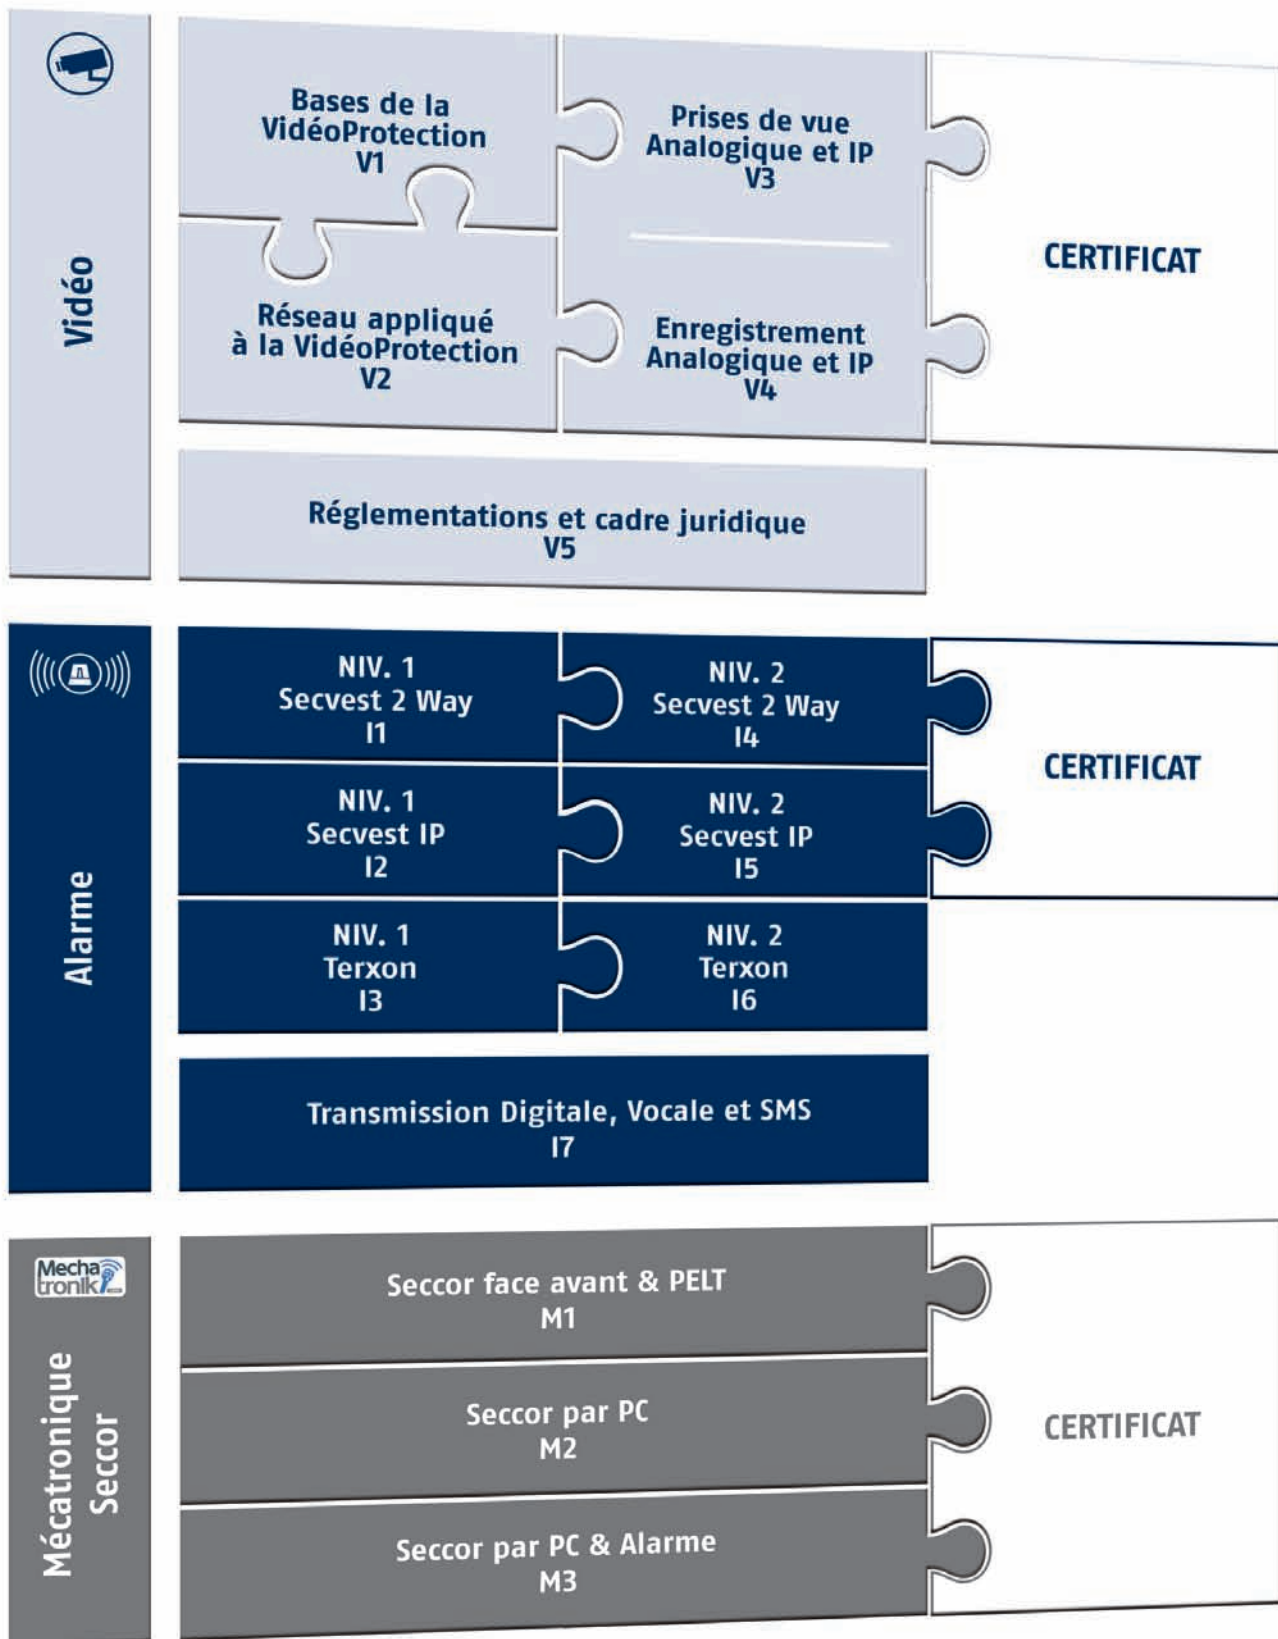 Vidéo
Bases de la
VidéoProtection
V1
Prises de vue
Analogique et IP
V3
Réseau appliqué
à la VidéoProtection
V2
Enregistrement
Analogique et IP
V4
CERTIFICAT
Réglementations et cadre juridique
V5
Alarme
NIV. 1
Secvest 2 Way
I1
NIV. 2
Secvest 2 Way
I4
NIV. 1
Secvest IP
I2
NIV. 2
Secvest IP
I5
CERTIFICAT
NIV. 1
Terxon
I3
NIV. 2
Terxon
I6
Transmission Digitale, Vocale et SMS
I7
Mecha
tronik
Mécatronique
Seccor
Seccor face avant & PELT
M1
Seccor par PC
M2
Seccor par PC & Alarme
M3
CERTIFICAT